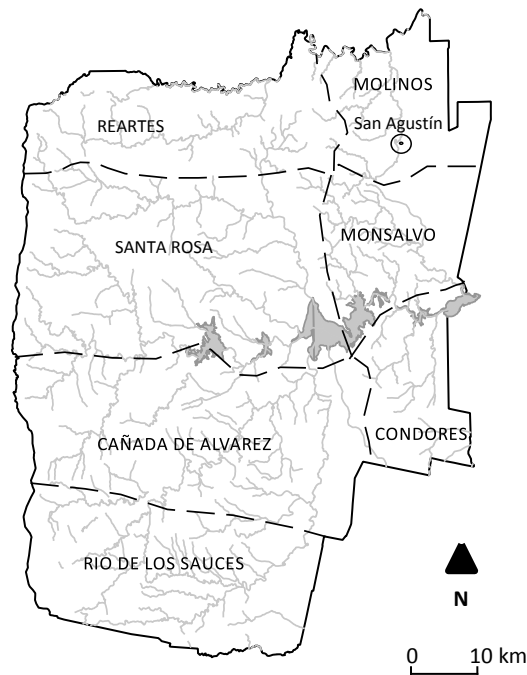 MOLINOS
San Agustín
REARTES
MONSALVO
SANTA ROSA
CONDORES
CAÑADA DE ALVAREZ
RIO DE LOS SAUCES
N
0 10 km